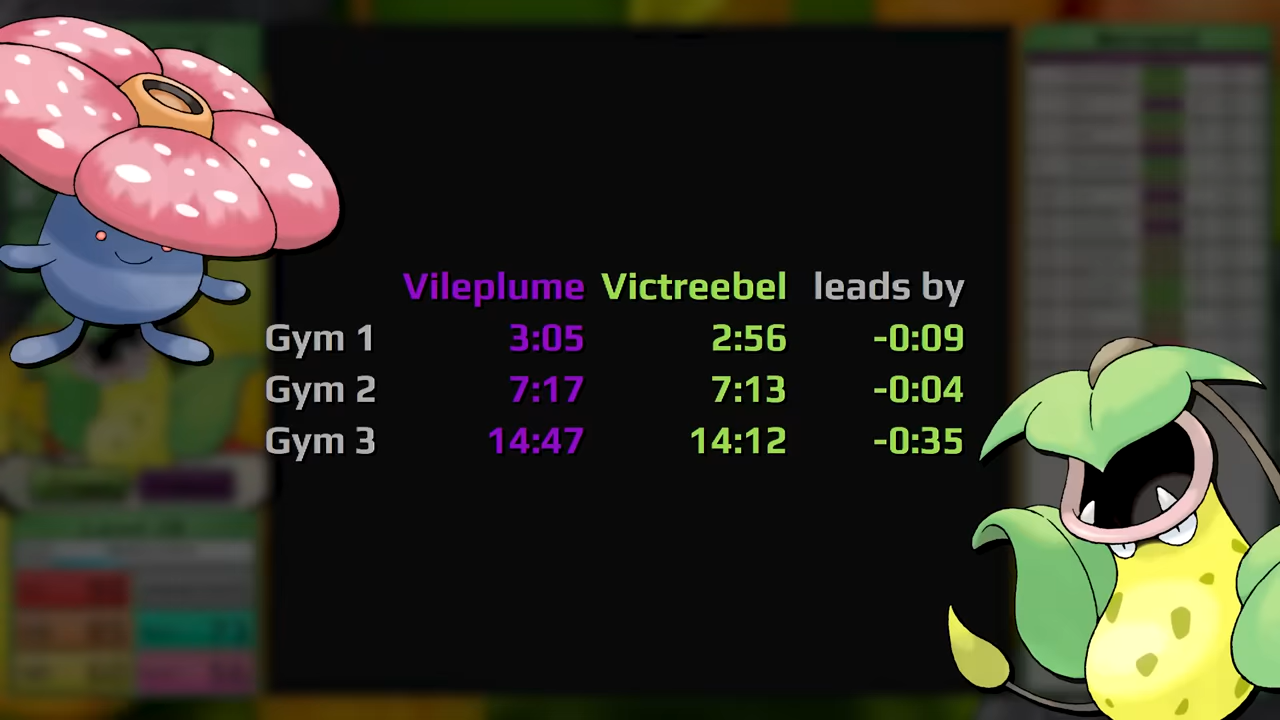 Vileplume Victreebel leads by
Gym 1 3:05 2:56 -0:09
Gym 2 7:17 7:13 -0:04
Gym 3 14:47 14:12 -0:35